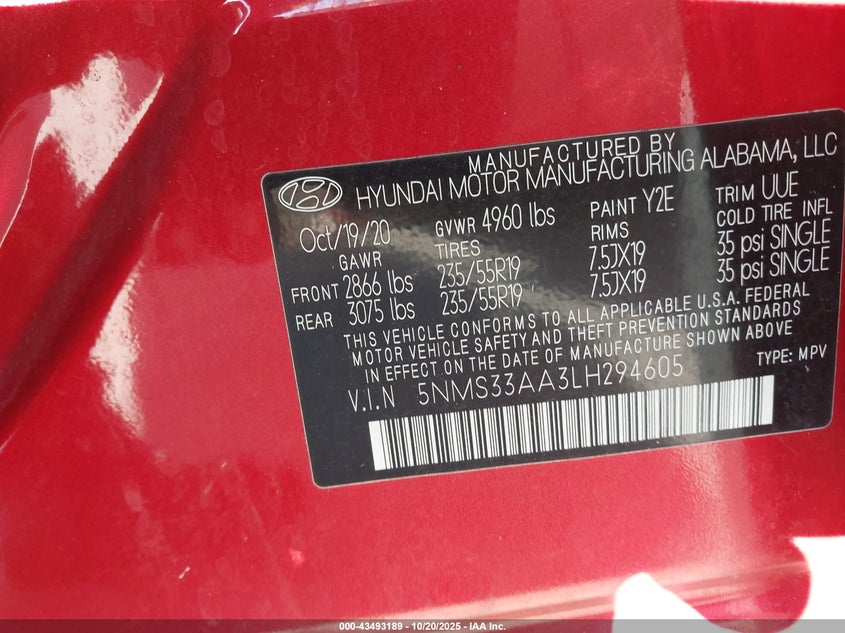 MANUFACTURED BY
HYUNDAI MOTOR MANUFACTURING ALABAMA, LLC
Oct/19/20 GVWR 4960 lbs PAINT Y2E TRIM UUE
GAWR TIRES RIMS COLD TIRE INFL
FRONT 2866 lbs 235/55R19 7.5JX19 35 psi SINGLE
REAR 3075 lbs 235/55R19 7.5JX19 35 psi SINGLE
THIS VEHICLE CONFORMS TO ALL APPLICABLE U.S.A. FEDERAL
MOTOR VEHICLE SAFETY AND THEFT PREVENTION STANDARDS
IN EFFECT ON THE DATE OF MANUFACTURE SHOWN ABOVE
V.I.N 5NMS33AA3LH294605 TYPE: MPV
000-43493189 - 10/20/2025 - IAA Inc.